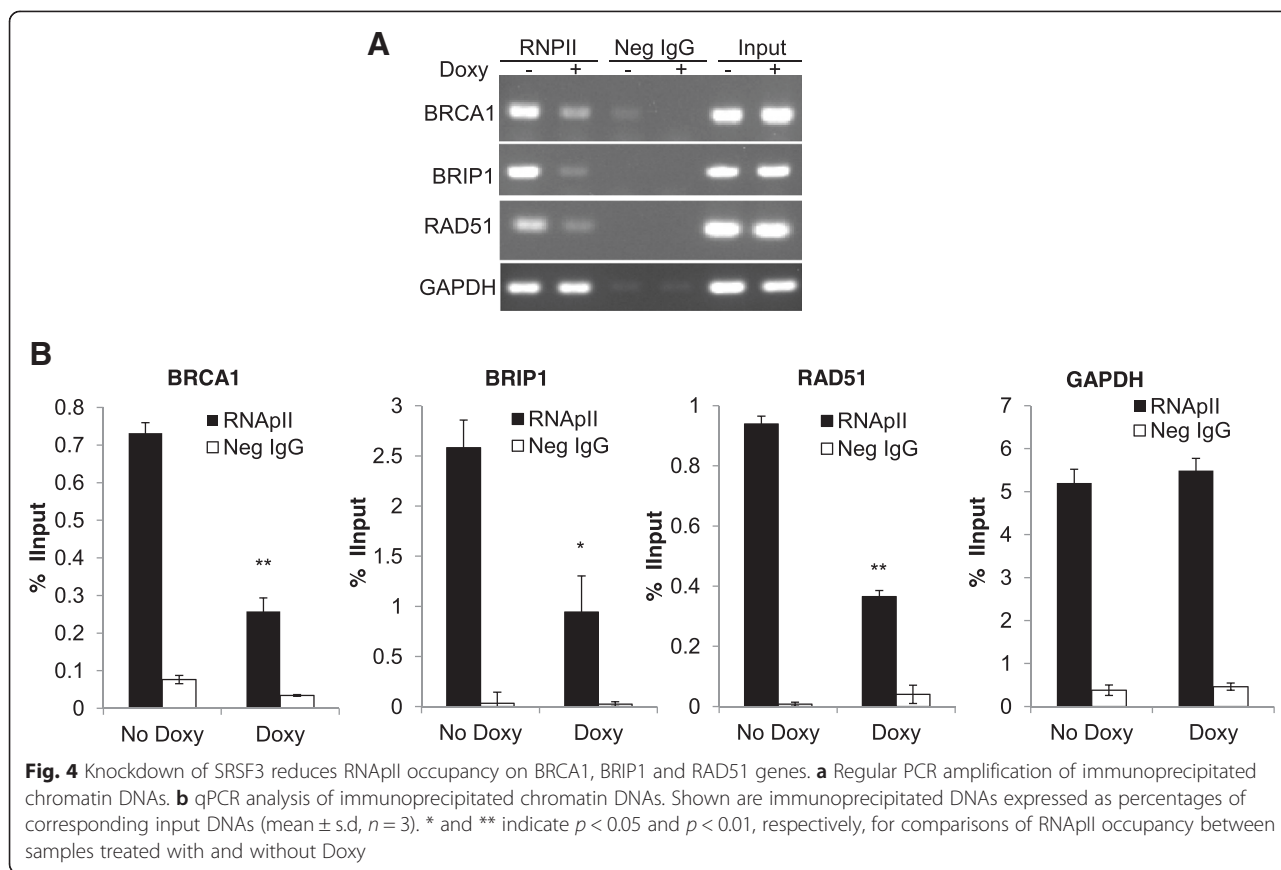 A
RNPII Neg IgG Input
Doxy - + - + - +
BRCA1
BRIP1
RAD51
GAPDH
B
BRCA1
% IInput
0.8
0.7
0.6
0.5
0.4
0.3
0.2
0.1
0
RNApII
Neg IgG
**
No Doxy Doxy
BRIP1
% IInput
3
2.5
2
1.5
1
0.5
0
RNApII
Neg IgG
*
No Doxy Doxy
RAD51
% IInput
1
0.8
0.6
0.4
0.2
0
RNApII
Neg IgG
**
No Doxy Doxy
GAPDH
% IInput
7
6
5
4
3
2
1
0
RNApII
Neg IgG
No Doxy Doxy
Fig. 4 Knockdown of SRSF3 reduces RNApII occupancy on BRCA1, BRIP1 and RAD51 genes. a Regular PCR amplification of immunoprecipitated
chromatin DNAs. b qPCR analysis of immunoprecipitated chromatin DNAs. Shown are immunoprecipitated DNAs expressed as percentages of
corresponding input DNAs (mean ± s.d, n = 3). * and ** indicate p < 0.05 and p < 0.01, respectively, for comparisons of RNApII occupancy between
samples treated with and without Doxy